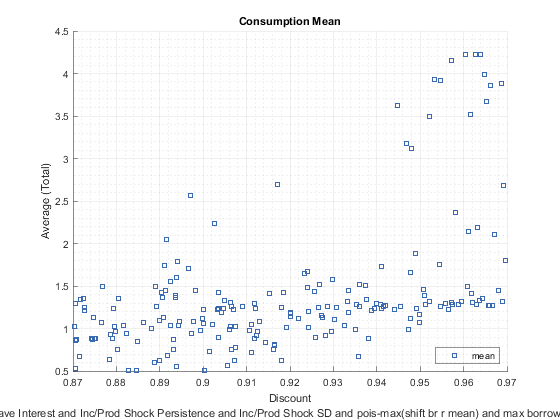 Consumption Mean
4.5
4
3.5
3
2.5
2
1.5
1
0.5
Average (Total)
mean
0.87 0.88 0.89 0.9 0.91 0.92 0.93 0.94 0.95 0.96 0.97
Discount
ave Interest and Inc/Prod Shock Persistence and Inc/Prod Shock SD and pois-max(shift br r mean) and max borrow